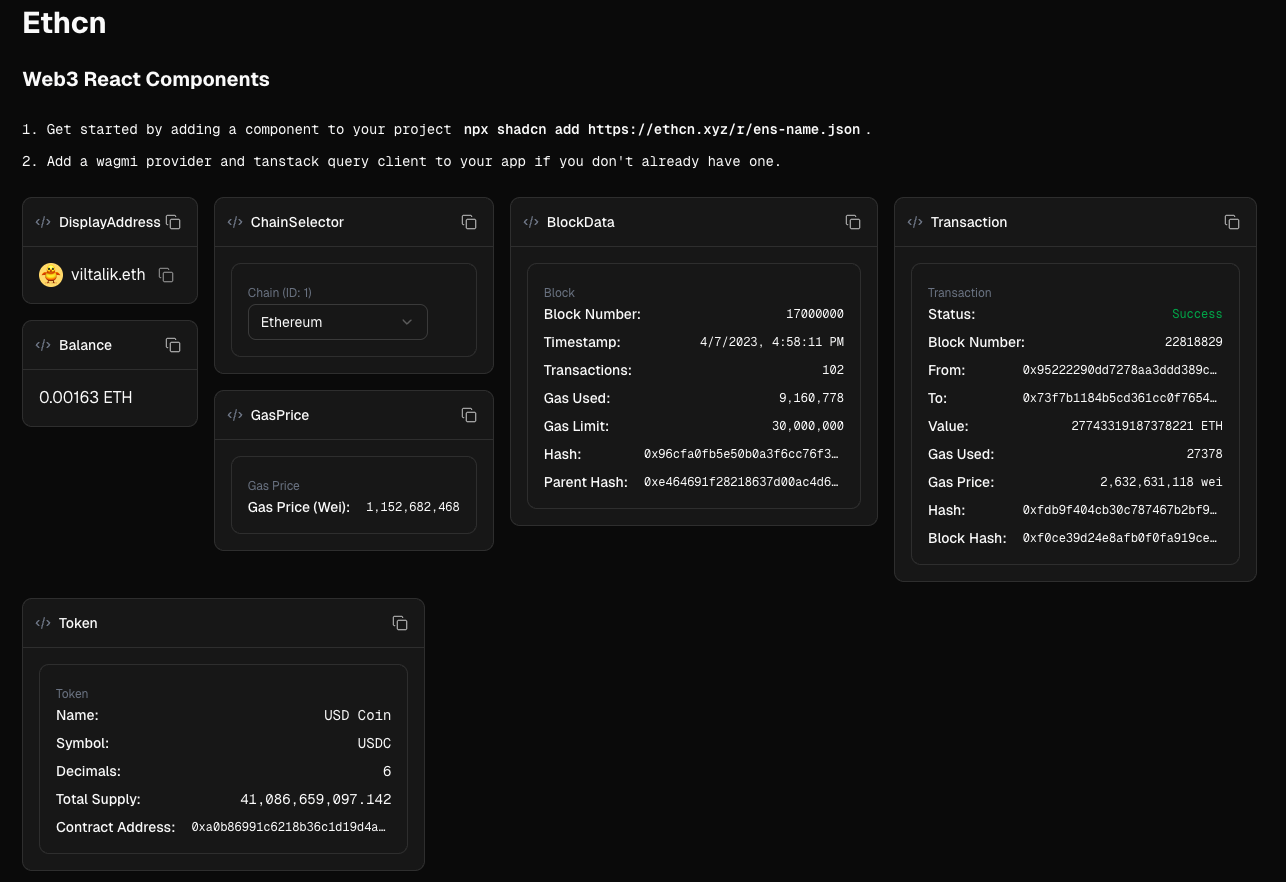 Ethcn
Web3 React Components
1. Get started by adding a component to your project npx shadcn add https://ethcn.xyz/r/ens-name.json.
2. Add a wagmi provider and tanstack query client to your app if you don't already have one.
</> DisplayAddress
viltalik.eth
</> Balance
0.00163 ETH
</> ChainSelector
Chain (ID: 1)
Ethereum
</> GasPrice
Gas Price
Gas Price (Wei): 1,152,682,468
</> BlockData
Block
Block Number: 17000000
Timestamp: 4/7/2023, 4:58:11 PM
Transactions: 102
Gas Used: 9,160,778
Gas Limit: 30,000,000
Hash: 0x96cfa0fb5e50b0a3f6cc76f3…
Parent Hash: 0xe464691f28218637d00ac4d6…
</> Transaction
Transaction
Status: Success
Block Number: 22818829
From: 0x95222290dd7278aa3ddd389c…
To: 0x73f7b1184b5cd361cc0f7654…
Value: 27743319187378221 ETH
Gas Used: 27378
Gas Price: 2,632,631,118 wei
Hash: 0xfdb9f404cb30c787467b2bf9…
Block Hash: 0xf0ce39d24e8afb0f0fa919ce…
</> Token
Token
Name: USD Coin
Symbol: USDC
Decimals: 6
Total Supply: 41,086,659,097.142
Contract Address: 0xa0b86991c6218b36c1d19d4a…